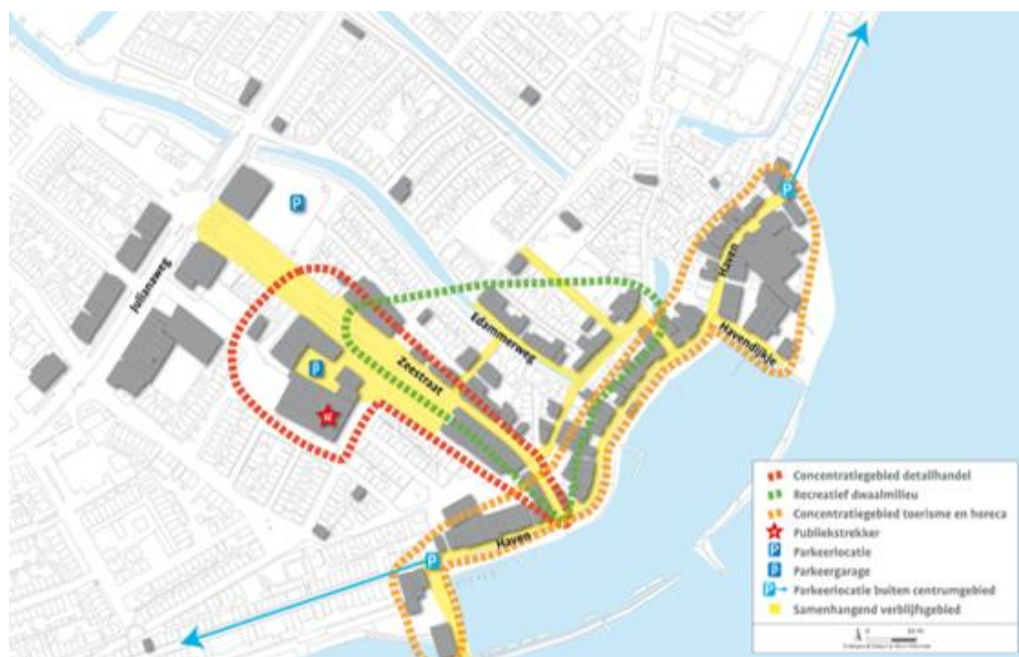 P
P
Julianaweg
Haven
Edammerweg
Havendijkje
Zeestraat
P
Haven
P
Concentratiegebied detailhandel
Recreatief dwaalmilieu
Concentratiegebied toerisme en horeca
Publiekstrekker
P Parkeerlocatie
P Parkeergarage
P Parkeerlocatie buiten centrumgebied
Samenhangend verblijfsgebied